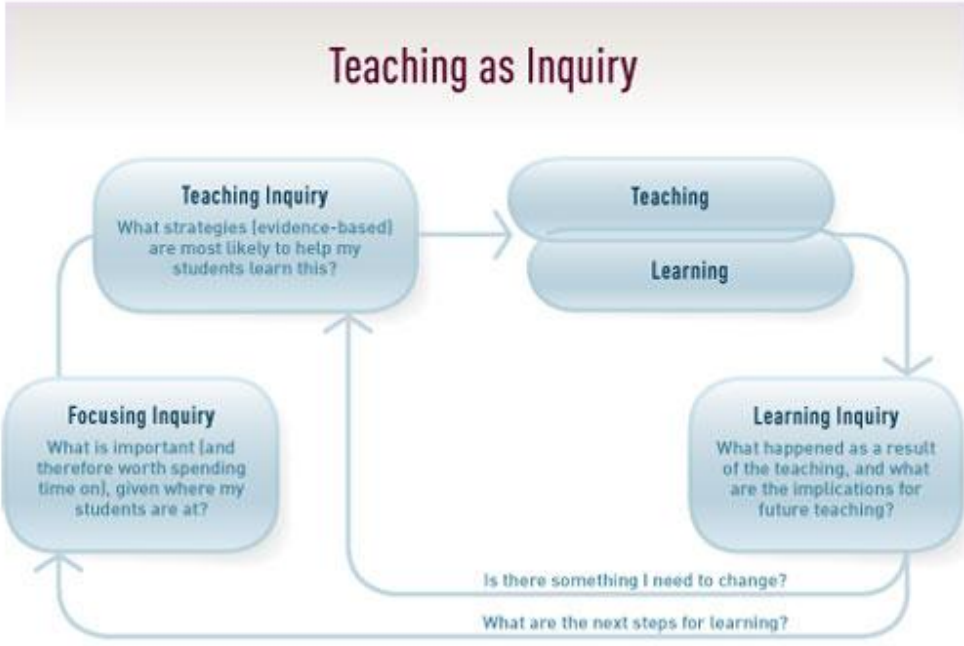 Teaching as Inquiry
Teaching Inquiry
What strategies (evidence-based)
are most likely to help my
students learn this?
Teaching
Learning
Focusing Inquiry
What is important (and
therefore worth spending
time on), given where my
students are at?
Learning Inquiry
What happened as a result
of the teaching, and what
are the implications for
future teaching?
Is there something I need to change?
What are the next steps for learning?